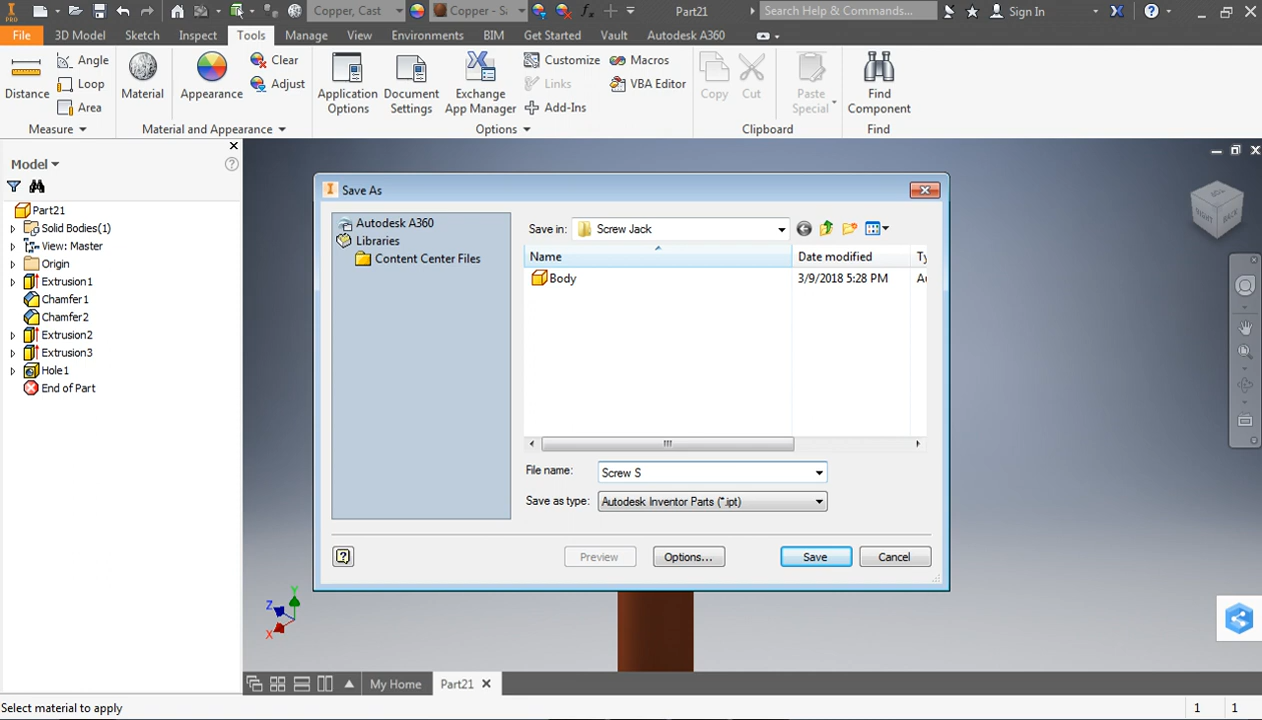 PRO
Copper, Cast
Copper - Sa
Part21
Search Help & Commands...
Sign In
File
3D Model
Sketch
Inspect
Tools
Manage
View
Environments
BIM
Get Started
Vault
Autodesk A360
Distance
Angle
Loop
Area
Material
Appearance
Clear
Adjust
Application
Options
Document
Settings
Exchange
App Manager
Customize
Links
Add-Ins
Macros
VBA Editor
Copy
Cut
Paste
Special
Find
Component
Measure
Material and Appearance
Options
Clipboard
Find
Model
Part21
Solid Bodies(1)
View: Master
Origin
Extrusion1
Chamfer1
Chamfer2
Extrusion2
Extrusion3
Hole1
End of Part
Save As
Autodesk A360
Libraries
Content Center Files
Save in:
Screw Jack
Name
Date modified
Ty
Body
3/9/2018 5:28 PM
Au
File name:
Screw S
Save as type:
Autodesk Inventor Parts (*.ipt)
Preview
Options...
Save
Cancel
RIGHT
BACK
Y
Z
X
My Home
Part21
Select material to apply
1
1